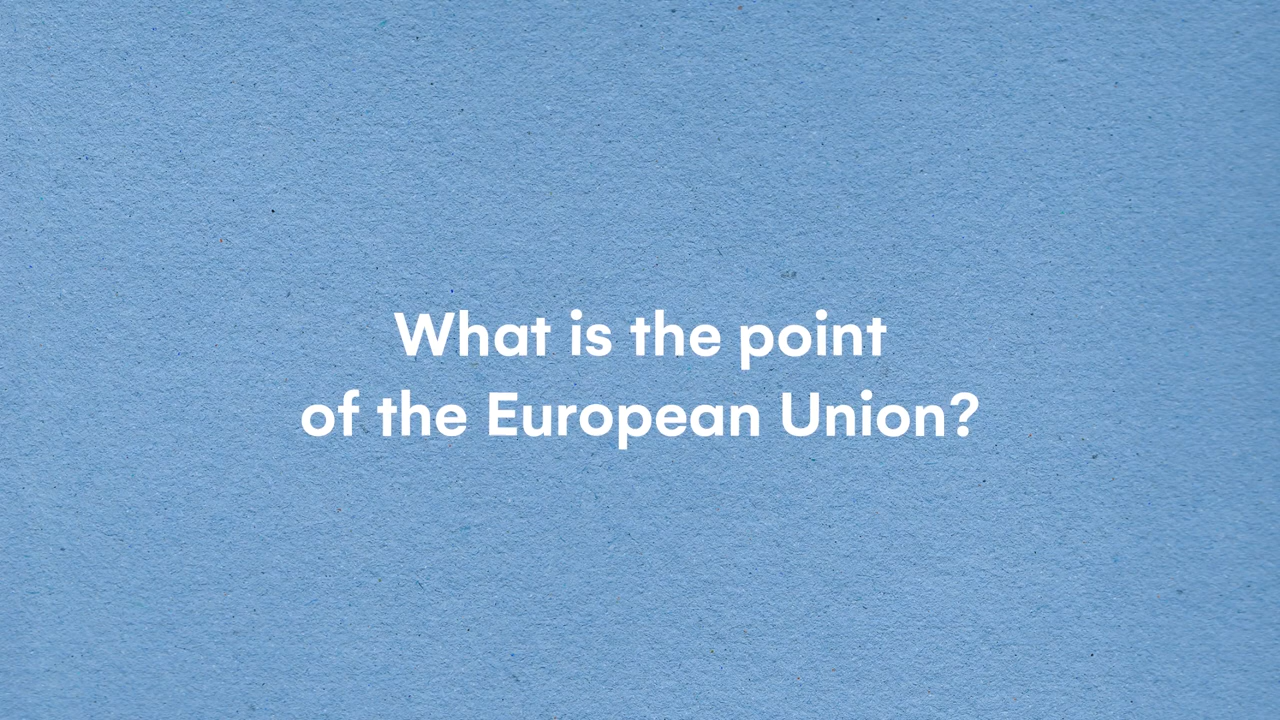 What is the point
of the European Union?